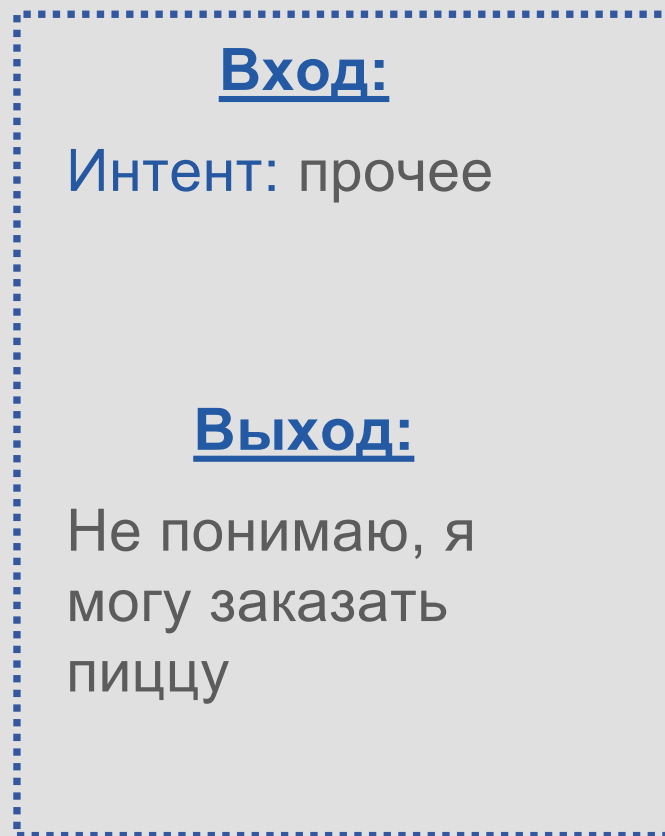 Вход:
Интент: прочее
Выход:
Не понимаю, я
могу заказать
пиццу